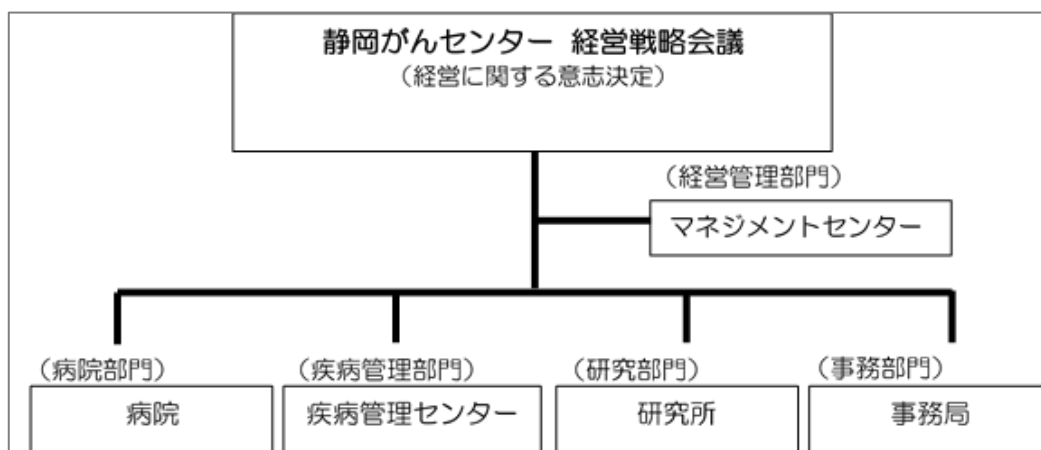 静岡がんセンター 経営戦略会議
（経営に関する意志決定）
（経営管理部門）
マネジメントセンター
（病院部門）
（疾病管理部門）
（研究部門）
（事務部門）
病院
疾病管理センター
研究所
事務局